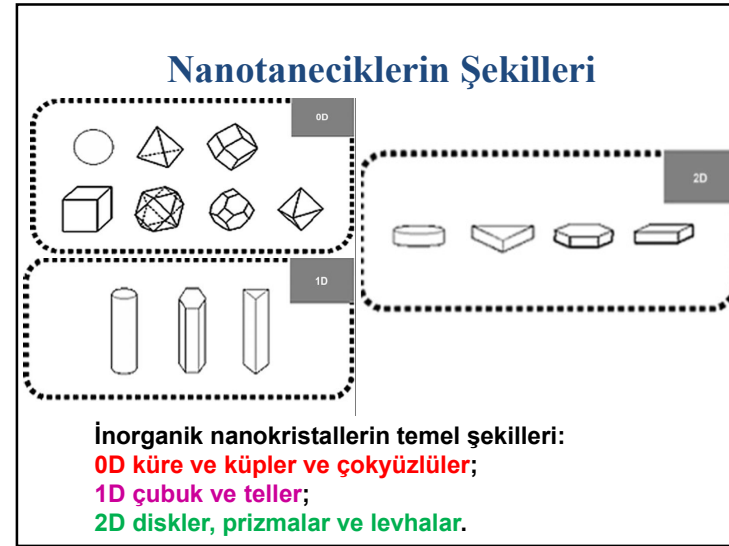 Nanotaneciklerin Şekilleri
0D
2D
1D
İnorganik nanokristallerin temel şekilleri:
0D küre ve küpler ve çokyüzlüler;
1D çubuk ve teller;
2D diskler, prizmalar ve levhalar.